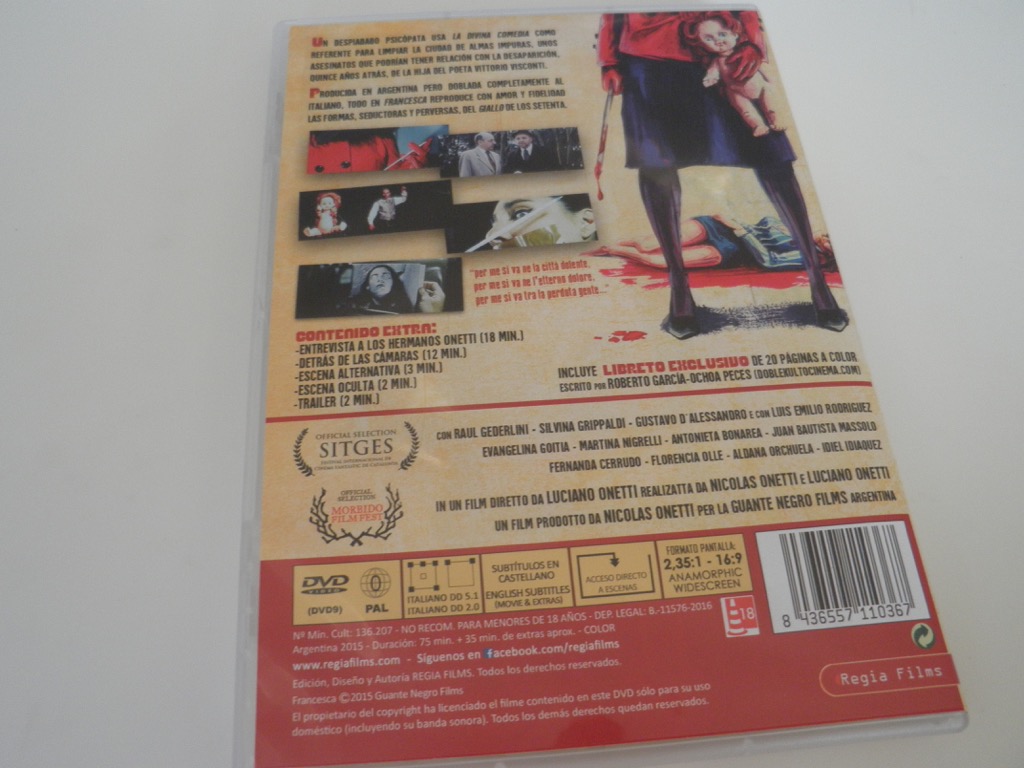 UN DESPIADADO PSICÓPATA USA LA DIVINA COMEDIA COMO
REFERENTE PARA LIMPIAR LA CIUDAD DE ALMAS IMPURAS, UNOS
ASESINATOS QUE PODRÍAN TENER RELACIÓN CON LA DESAPARICIÓN,
QUINCE AÑOS ATRÁS, DE LA HIJA DEL POETA VITTORIO VISCONTI.
PRODUCIDA EN ARGENTINA PERO DOBLADA COMPLETAMENTE AL
ITALIANO, TODO EN FRANCESCA REPRODUCE CON AMOR Y FIDELIDAD
LAS FORMAS, SEDUCTORAS Y PERVERSAS, DEL GIALLO DE LOS SETENTA.
"per me si va ne la città dolente,
per me si va ne l'etterno dolore,
per me si va tra la perduta gente..."
CONTENIDO EXTRA:
-ENTREVISTA A LOS HERMANOS ONETTI (18 MIN.)
-DETRÁS DE LAS CÁMARAS (12 MIN.)
-ESCENA ALTERNATIVA (3 MIN.)
-ESCENA OCULTA (2 MIN.)
-TRAILER (2 MIN.)
INCLUYE LIBRETO EXCLUSIVO DE 20 PÁGINAS A COLOR
ESCRITO POR ROBERTO GARCÍA-OCHOA PECES (DOBLEKULTOCINEMA.COM)
OFFICIAL SELECTION
SITGES
FESTIVAL INTERNACIONAL DE
CINEMA FANTÀSTIC DE CATALUNYA
OFFICIAL
SELECTION
MORBIDO
FILM FEST
CON RAUL GEDERLINI - SILVINA GRIPPALDI - GUSTAVO D'ALESSANDRO E CON LUIS EMILIO RODRIGUEZ
EVANGELINA GOITIA - MARTINA NIGRELLI - ANTONIETA BONAREA - JUAN BAUTISTA MASSOLO
FERNANDA CERRUDO - FLORENCIA OLLE - ALDANA ORCHUELA - IDIEL IDIAQUEZ
IN UN FILM DIRETTO DA LUCIANO ONETTI REALIZATTA DA NICOLAS ONETTI E LUCIANO ONETTI
UN FILM PRODOTTO DA NICOLAS ONETTI PER LA GUANTE NEGRO FILMS ARGENTINA
DVD
VIDEO
(DVD9)
0
PAL
ITALIANO DD 5.1
ITALIANO DD 2.0
SUBTÍTULOS EN
CASTELLANO
ENGLISH SUBTITLES
(MOVIE & EXTRAS)
ACCESO DIRECTO
A ESCENAS
FORMATO PANTALLA:
2,35:1 - 16:9
ANAMORPHIC
WIDESCREEN
8 436557 110367
18
Nº Min. Cult: 136.207 - NO RECOM. PARA MENORES DE 18 AÑOS - DEP. LEGAL: B.-11576-2016
Argentina 2015 - Duración: 75 min. + 35 min. de extras aprox. - COLOR
www.regiafilms.com - Síguenos en facebook.com/regiafilms
Edición, Diseño y Autoría REGIA FILMS. Todos los derechos reservados.
Francesca ©2015 Guante Negro Films
El propietario del copyright ha licenciado el filme contenido en este DVD sólo para su uso
doméstico (incluyendo su banda sonora). Todos los demás derechos quedan reservados.
Regia Films